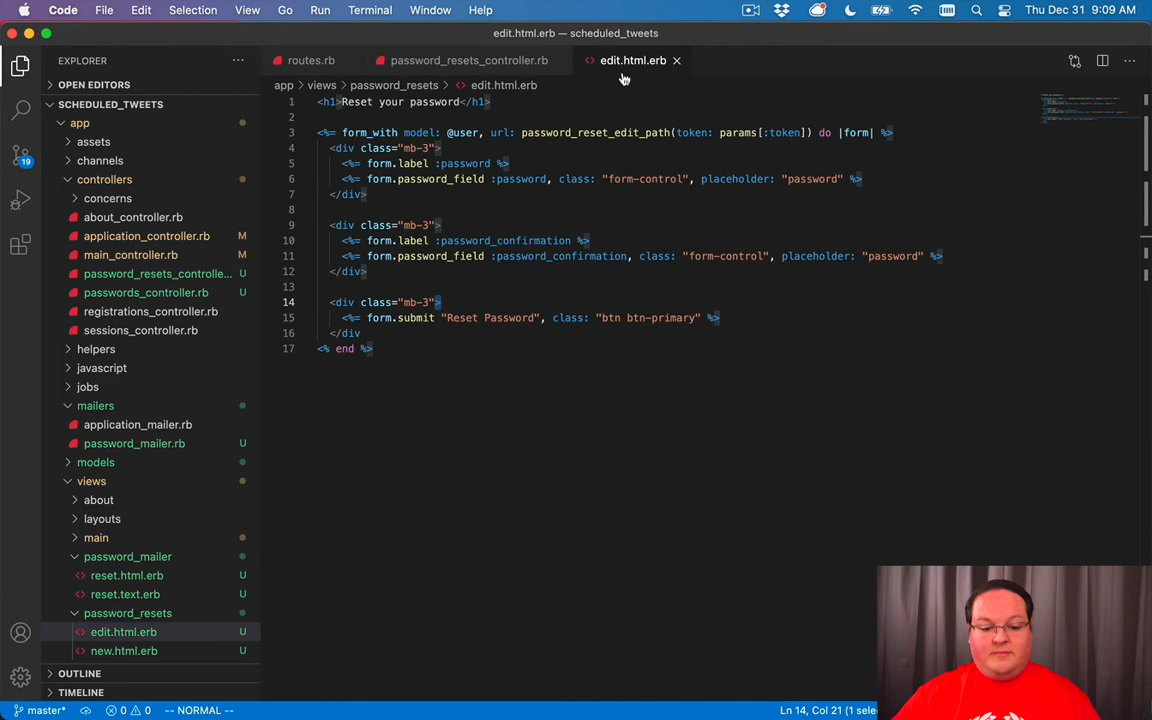 Code File Edit Selection View Go Run Terminal Window Help Thu Dec 31 9:09 AM
edit.html.erb — scheduled_tweets
EXPLORER ···
routes.rb
password_resets_controller.rb
edit.html.erb ×
OPEN EDITORS
app > views > password_resets > edit.html.erb
SCHEDULED_TWEETS
app
assets
channels
controllers
concerns
about_controller.rb
application_controller.rb M
main_controller.rb M
password_resets_controlle... U
passwords_controller.rb U
registrations_controller.rb
sessions_controller.rb
helpers
javascript
jobs
mailers
application_mailer.rb
password_mailer.rb U
models
views
about
layouts
main
password_mailer
reset.html.erb U
reset.text.erb U
password_resets
edit.html.erb U
new.html.erb U
OUTLINE
TIMELINE
19
1 <h1>Reset your password</h1>
2
3 <%= form_with model: @user, url: password_reset_edit_path(token: params[:token]) do |form| %>
4 <div class="mb-3">
5 <%= form.label :password %>
6 <%= form.password_field :password, class: "form-control", placeholder: "password" %>
7 </div>
8
9 <div class="mb-3">
10 <%= form.label :password_confirmation %>
11 <%= form.password_field :password_confirmation, class: "form-control", placeholder: "password" %>
12 </div>
13
14 <div class="mb-3">
15 <%= form.submit "Reset Password", class: "btn btn-primary" %>
16 </div
17 <% end %>
master* 0 0 -- NORMAL -- Ln 14, Col 21 (1 sele